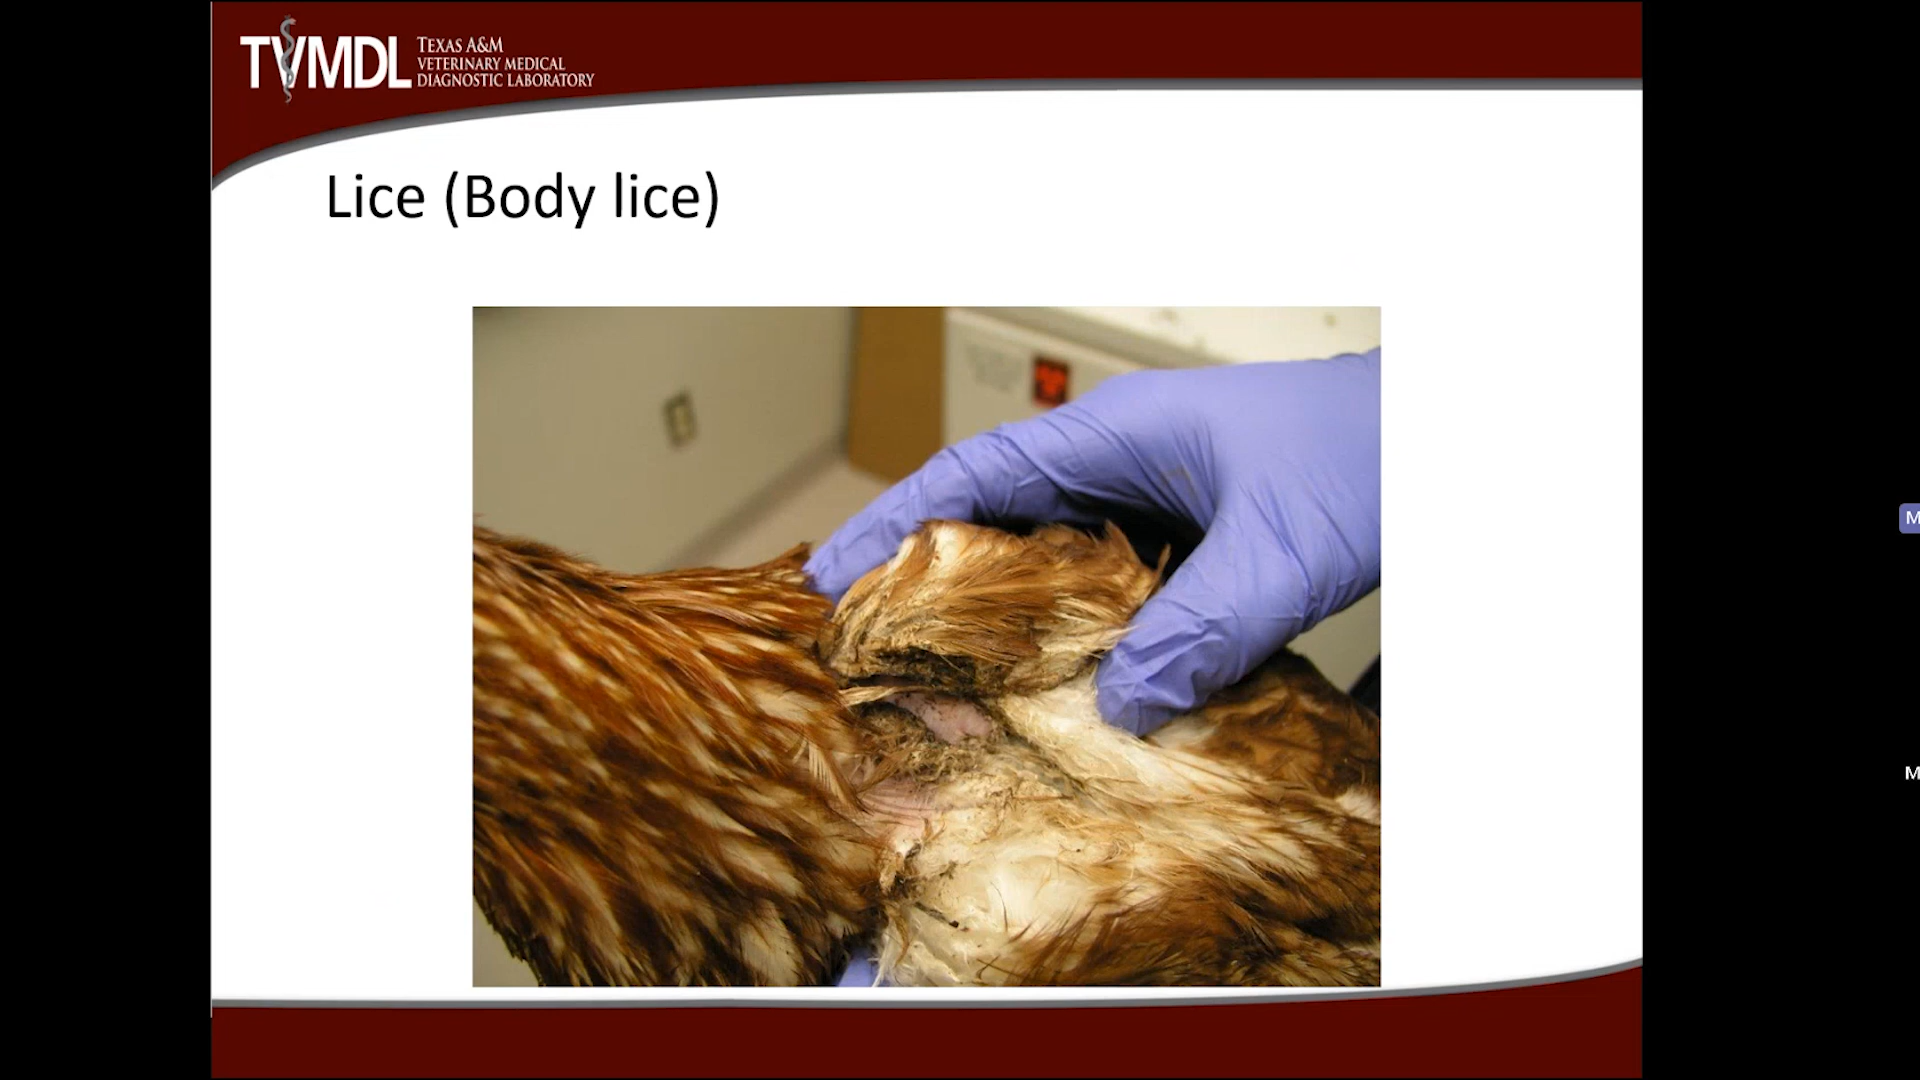 TVMDL
TEXAS A&M
VETERINARY MEDICAL
DIAGNOSTIC LABORATORY
Lice (Body lice)
M
M